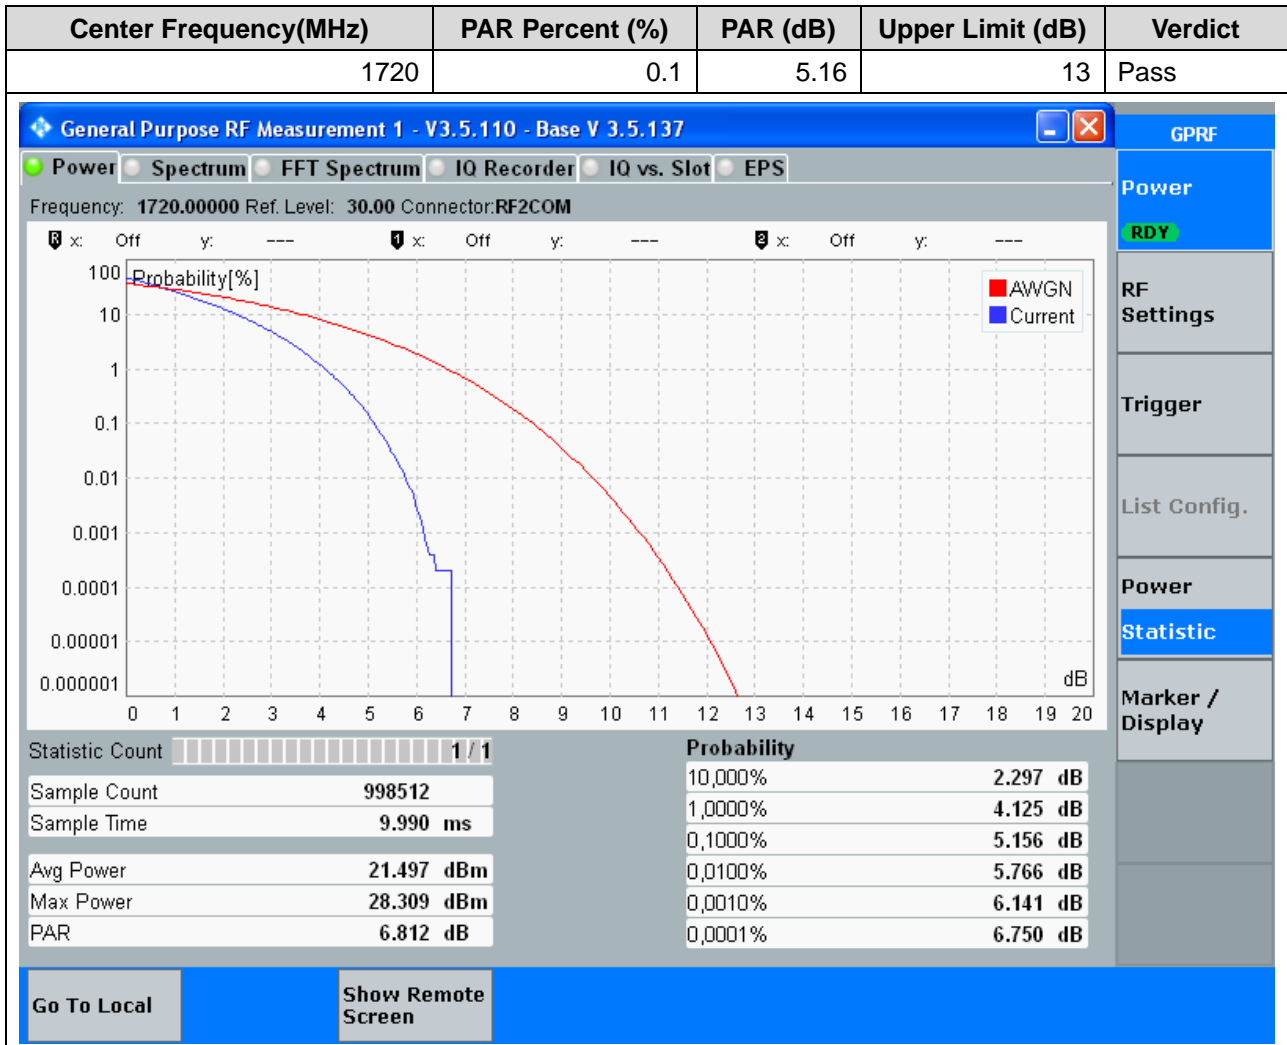 Center Frequency(MHz) PAR Percent (%) PAR (dB) Upper Limit (dB) Verdict
1720 0.1 5.16 13 Pass
General Purpose RF Measurement 1 - V3.5.110 - Base V 3.5.137
GPRF
Power Spectrum FFT Spectrum IQ Recorder IQ vs. Slot EPS
Frequency: 1720.00000 Ref. Level: 30.00 Connector:RF2COM
R x: Off y: --- 1 x: Off y: --- 2 x: Off y: ---
Probability[%]
AWGN
Current
100
10
1
0.1
0.01
0.001
0.0001
0.00001
0.000001
dB
0 1 2 3 4 5 6 7 8 9 10 11 12 13 14 15 16 17 18 19 20
Statistic Count 1 / 1
Sample Count 998512
Sample Time 9.990 ms
Avg Power 21.497 dBm
Max Power 28.309 dBm
PAR 6.812 dB
Probability
10,000% 2.297 dB
1,0000% 4.125 dB
0,1000% 5.156 dB
0,0100% 5.766 dB
0,0010% 6.141 dB
0,0001% 6.750 dB
Power
RDY
RF
Settings
Trigger
List Config.
Power
Statistic
Marker /
Display
Go To Local
Show Remote
Screen